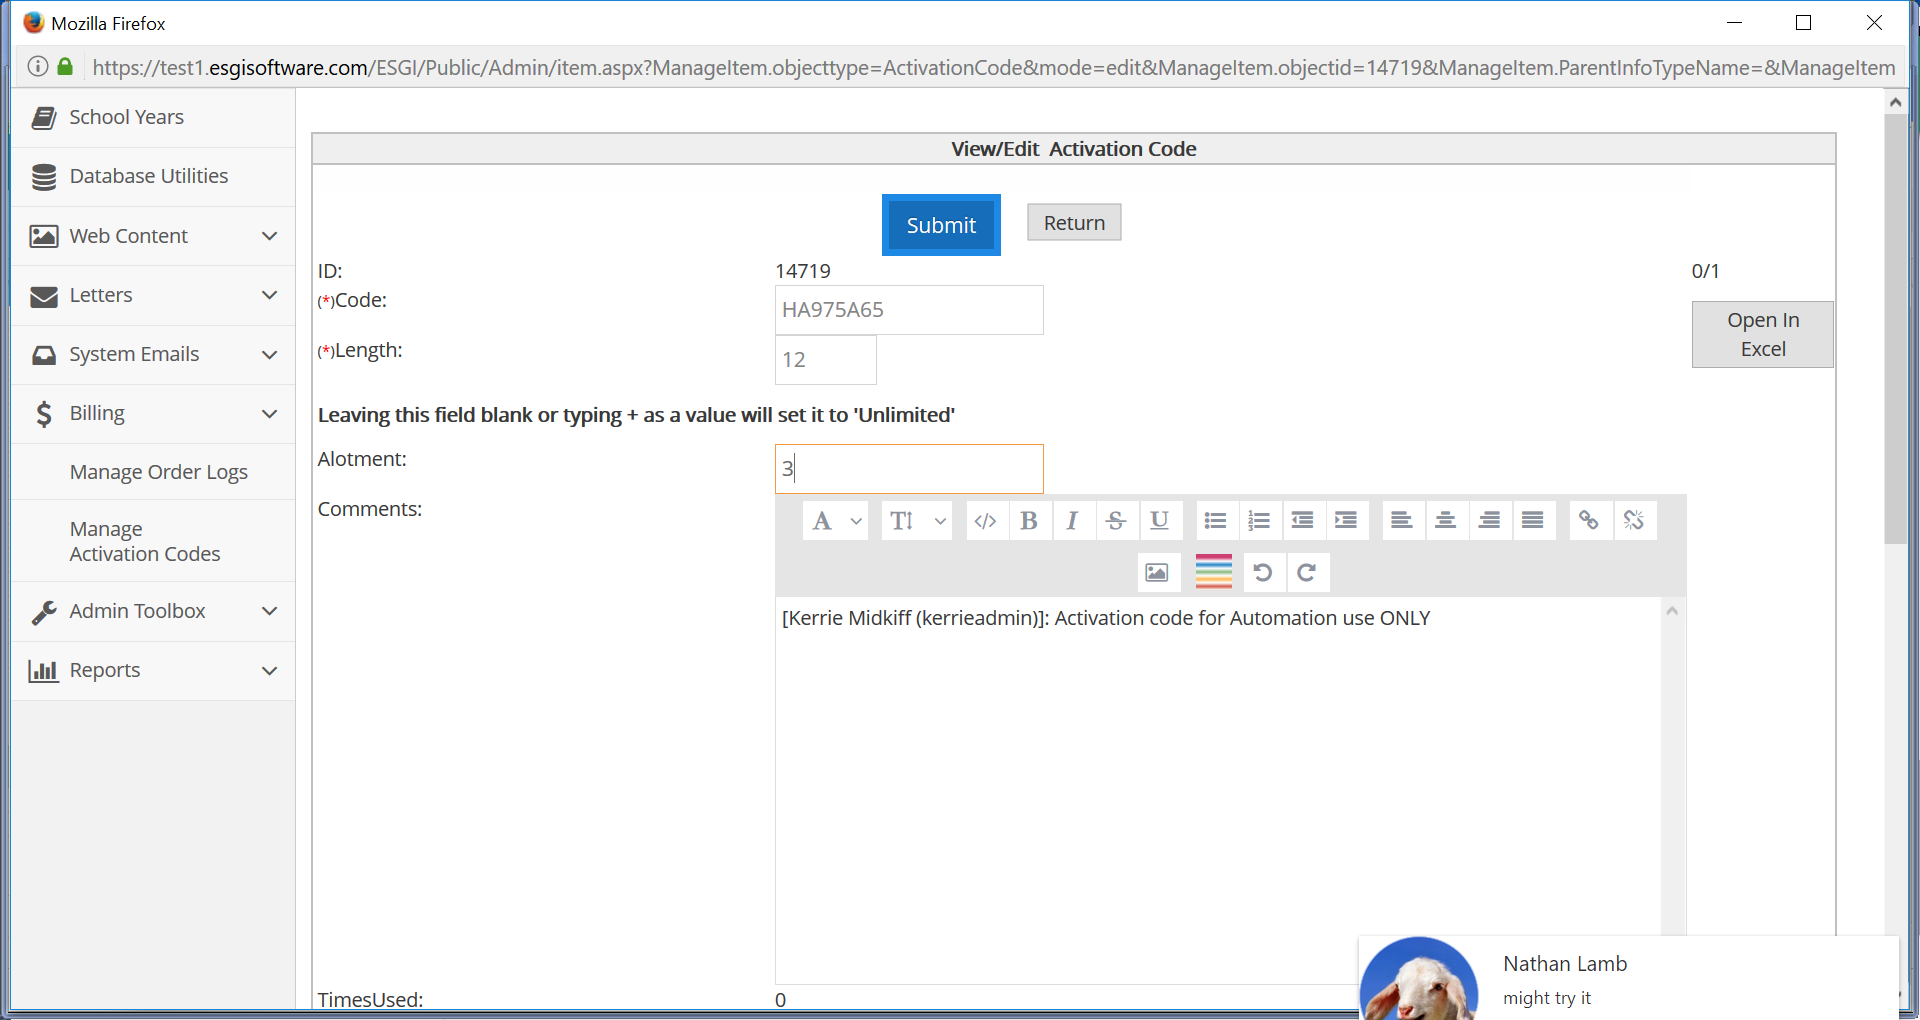 Mozilla Firefox
https://test1.esgisoftware.com/ESGI/Public/Admin/item.aspx?ManageItem.objecttype=ActivationCode&mode=edit&ManageItem.objectid=14719&ManageItem.ParentInfoTypeName=&ManageItem
School Years
Database Utilities
Web Content
Letters
System Emails
Billing
Manage Order Logs
Manage
Activation Codes
Admin Toolbox
Reports
View/Edit Activation Code
Submit Return
ID: 14719 0/1
(*)Code: HA975A65
Open In
Excel
(*)Length: 12
Leaving this field blank or typing + as a value will set it to 'Unlimited'
Alotment: 3
Comments:
[Kerrie Midkiff (kerrieadmin)]: Activation code for Automation use ONLY
TimesUsed: 0
Nathan Lamb
might try it